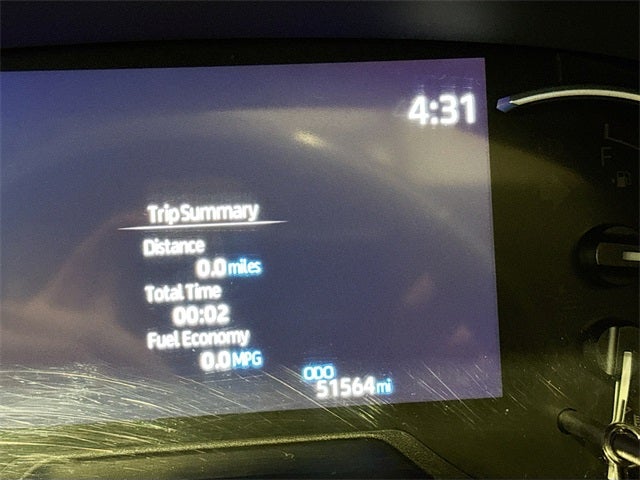 4:31
Trip Summary
Distance
0.0 miles
Total Time
00:02
Fuel Economy
0.0 MPG
ODO
51564 mi
F